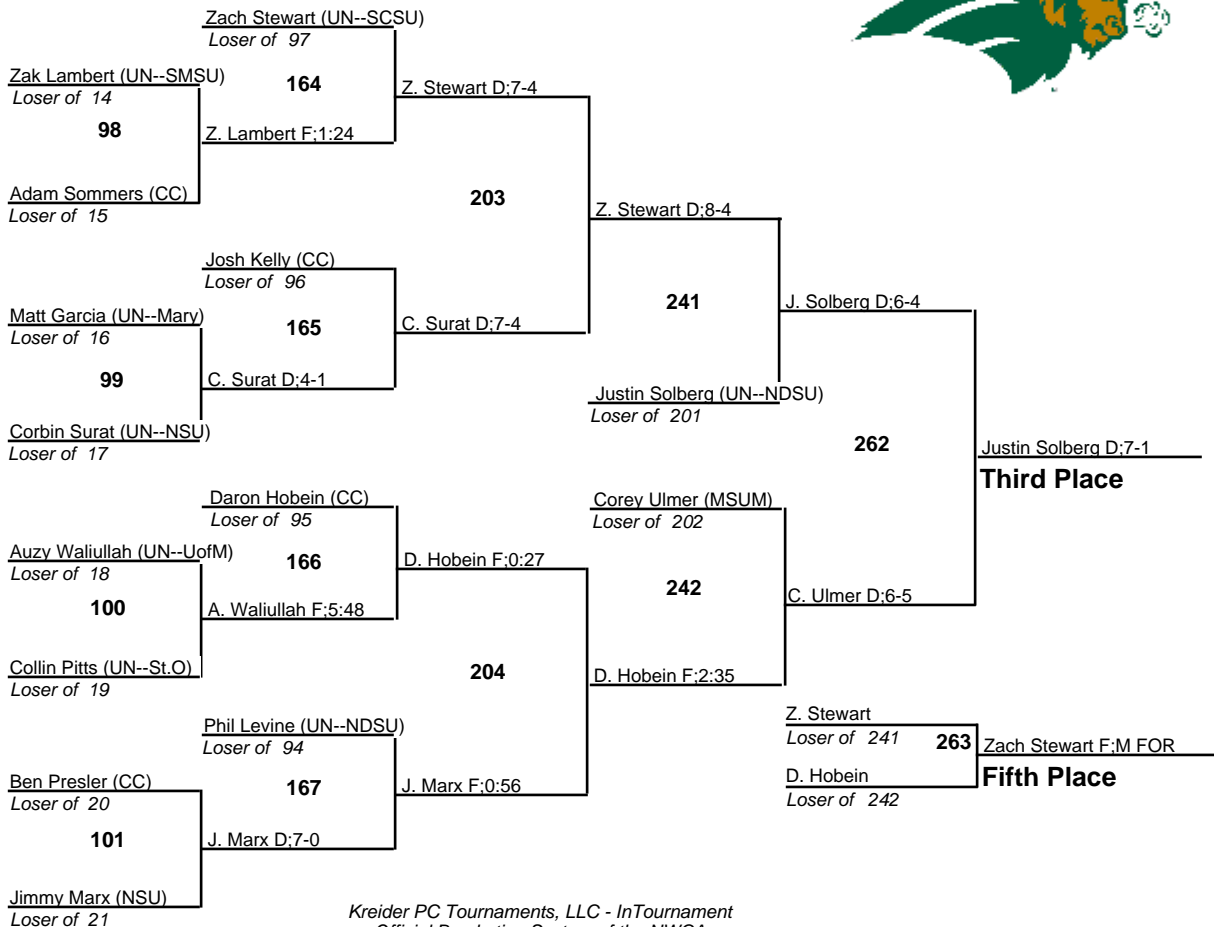 Zach Stewart (UN--SCSU)
Loser of 97
Zak Lambert (UN--SMSU)
Loser of 14
164
Z. Stewart D;7-4
98
Z. Lambert F;1:24
Adam Sommers (CC)
Loser of 15
203
Z. Stewart D;8-4
Josh Kelly (CC)
Loser of 96
Matt Garcia (UN--Mary)
Loser of 16
165
C. Surat D;7-4
241
J. Solberg D;6-4
99
C. Surat D;4-1
Justin Solberg (UN--NDSU)
Loser of 201
Corbin Surat (UN--NSU)
Loser of 17
262
Justin Solberg D;7-1
Third Place
Daron Hobein (CC)
Loser of 95
Corey Ulmer (MSUM)
Loser of 202
Auzy Waliullah (UN--UofM)
Loser of 18
166
D. Hobein F;0:27
100
A. Waliullah F;5:48
242
C. Ulmer D;6-5
Collin Pitts (UN--St.O)
Loser of 19
204
D. Hobein F;2:35
Phil Levine (UN--NDSU)
Loser of 94
Z. Stewart
Loser of 241
263
Zach Stewart F;M FOR
Fifth Place
D. Hobein
Loser of 242
Ben Presler (CC)
Loser of 20
167
J. Marx F;0:56
101
J. Marx D;7-0
Jimmy Marx (NSU)
Loser of 21
Kreider PC Tournaments, LLC - InTournament
Official Bracketing System of the NWCA